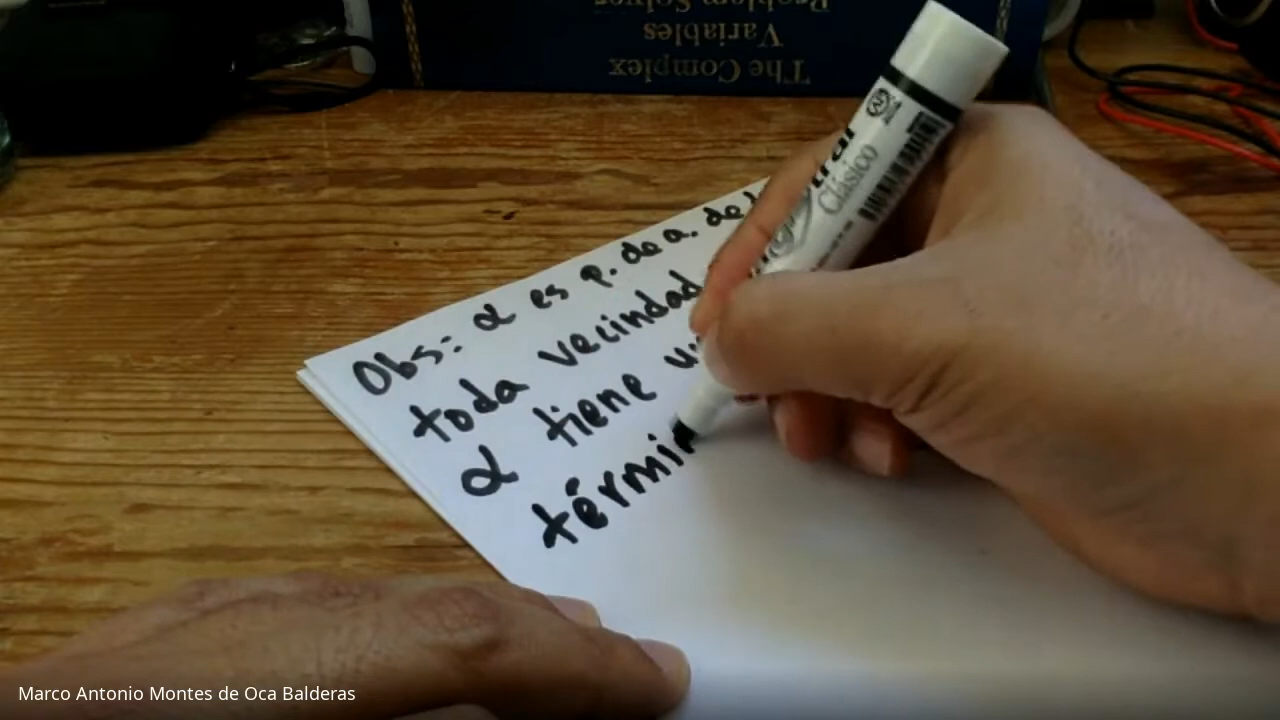 The Complex
Variables
Problem Solver
Clásico
Obs: α es p. de a. de
toda vecindad
α tiene
térmi
Marco Antonio Montes de Oca Balderas